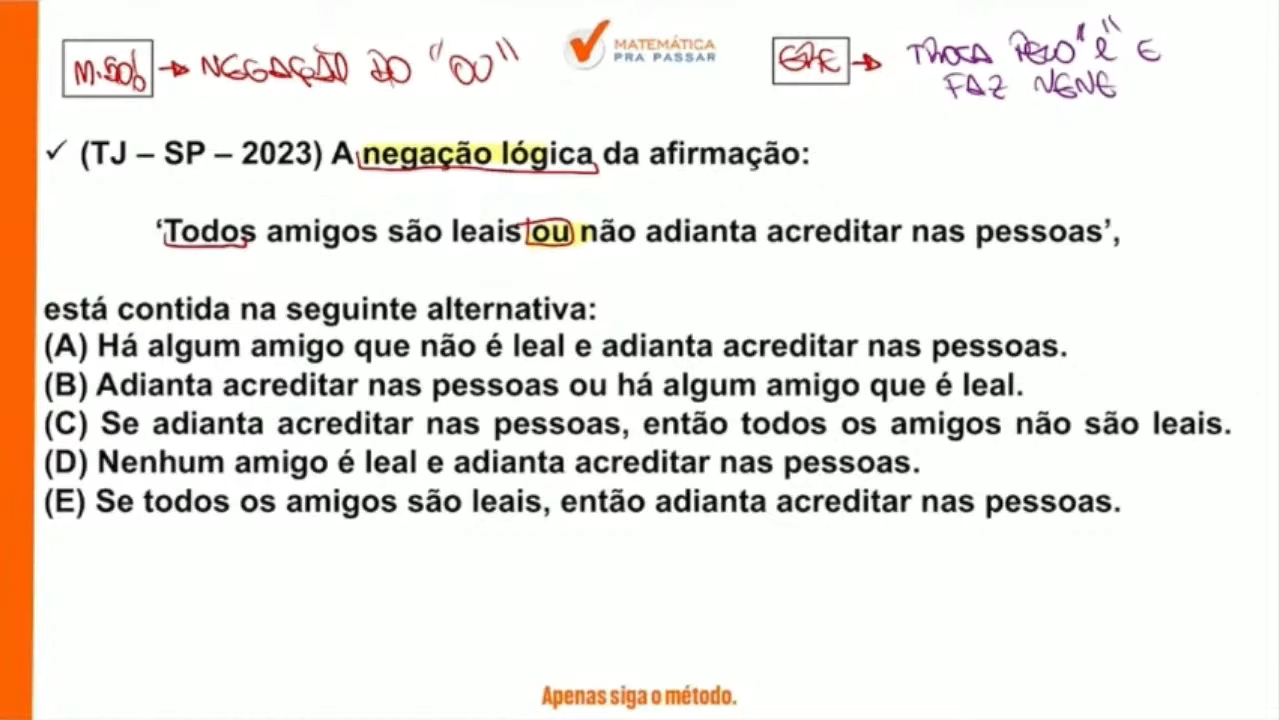 M.50% → NEGAÇÃO DO "OU"
MATEMÁTICA
PRA PASSAR
→ TROCA PELO "e" E
FAZ NENE
✓ (TJ – SP – 2023) A negação lógica da afirmação:
‘Todos amigos são leais ou não adianta acreditar nas pessoas’,
está contida na seguinte alternativa:
(A) Há algum amigo que não é leal e adianta acreditar nas pessoas.
(B) Adianta acreditar nas pessoas ou há algum amigo que é leal.
(C) Se adianta acreditar nas pessoas, então todos os amigos não são leais.
(D) Nenhum amigo é leal e adianta acreditar nas pessoas.
(E) Se todos os amigos são leais, então adianta acreditar nas pessoas.
Apenas siga o método.